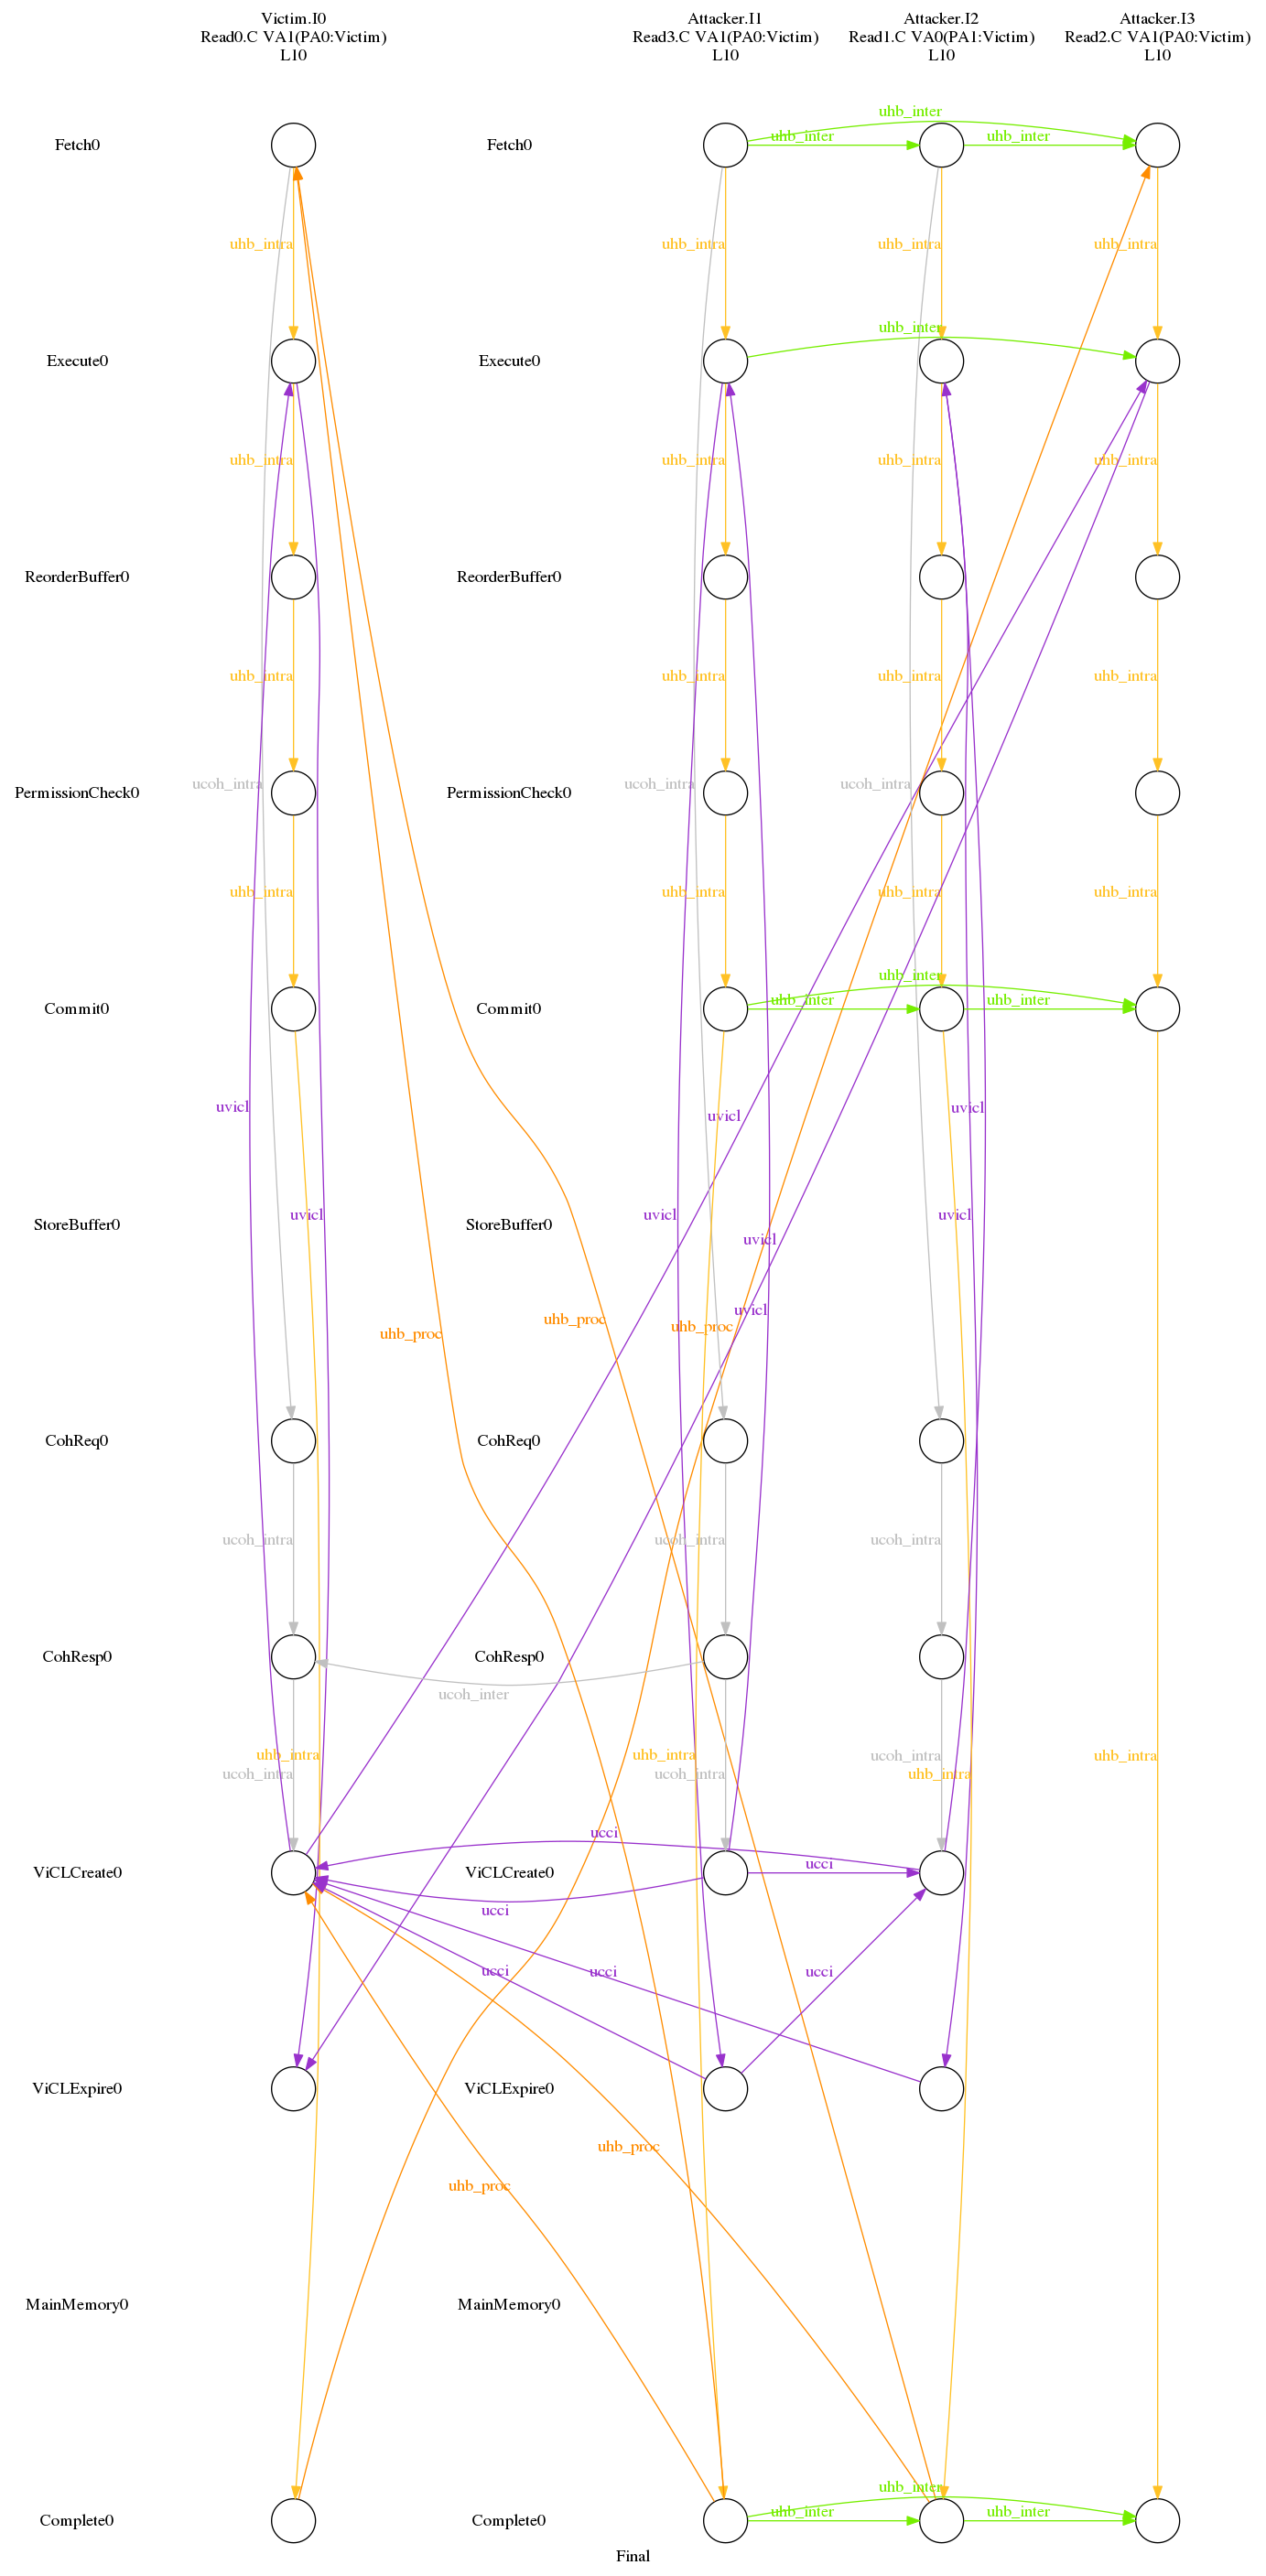 Victim.I0
Read0.C VA1(PA0:Victim)
L10
Attacker.I1
Read3.C VA1(PA0:Victim)
L10
Attacker.I2
Read1.C VA0(PA1:Victim)
L10
Attacker.I3
Read2.C VA1(PA0:Victim)
L10
uhb_inter
uhb_inter
uhb_inter
Fetch0
Fetch0
uhb_intra
uhb_intra
uhb_intra
uhb_intra
uhb_inter
Execute0
Execute0
uhb_intra
uhb_intra
uhb_intra
uhb_intra
ReorderBuffer0
ReorderBuffer0
uhb_intra
uhb_intra
uhb_intra
uhb_intra
ucoh_intra
ucoh_intra
ucoh_intra
PermissionCheck0
PermissionCheck0
uhb_intra
uhb_intra
uhb_intra
uhb_intra
uhb_inter
uhb_inter
uhb_inter
Commit0
Commit0
uvicl
uvicl
uvicl
uvicl
uvicl
uvicl
StoreBuffer0
StoreBuffer0
uvicl
uvicl
uhb_proc
uhb_proc
uhb_proc
CohReq0
CohReq0
ucoh_intra
ucoh_intra
ucoh_intra
CohResp0
CohResp0
ucoh_inter
uhb_intra
uhb_intra
uhb_intra
ucoh_intra
ucoh_intra
ucoh_intra
uhb_intra
ucci
ucci
ViCLCreate0
ViCLCreate0
ucci
ucci
ucci
ucci
ViCLExpire0
ViCLExpire0
uhb_proc
uhb_proc
MainMemory0
MainMemory0
uhb_inter
uhb_inter
uhb_inter
Complete0
Complete0
Final